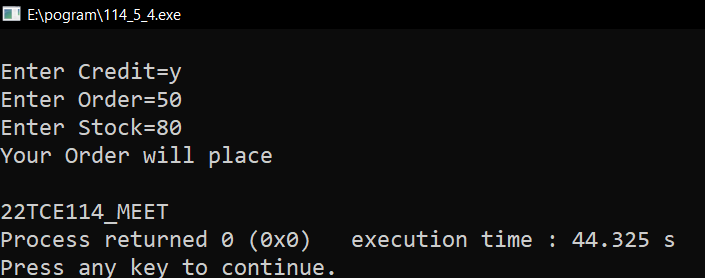 E:\pogram\114_5_4.exe
Enter Credit=y
Enter Order=50
Enter Stock=80
Your Order will place
22TCE114_MEET
Process returned 0 (0x0)   execution time : 44.325 s
Press any key to continue.